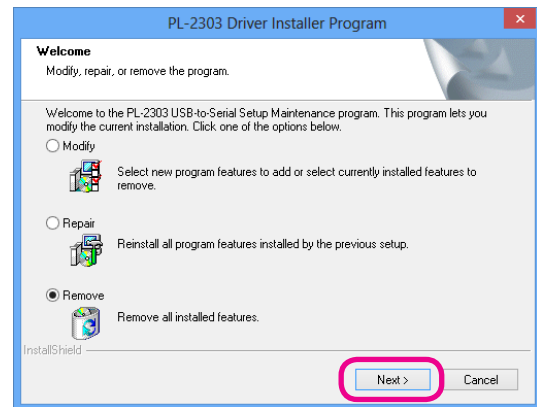 PL-2303 Driver Installer Program
Welcome
Modify, repair, or remove the program.
Welcome to the PL-2303 USB-to-Serial Setup Maintenance program. This program lets you
modify the current installation. Click one of the options below.
Modify
Select new program features to add or select currently installed features to
remove.
Repair
Reinstall all program features installed by the previous setup.
Remove
Remove all installed features.
InstallShield
Next >
Cancel